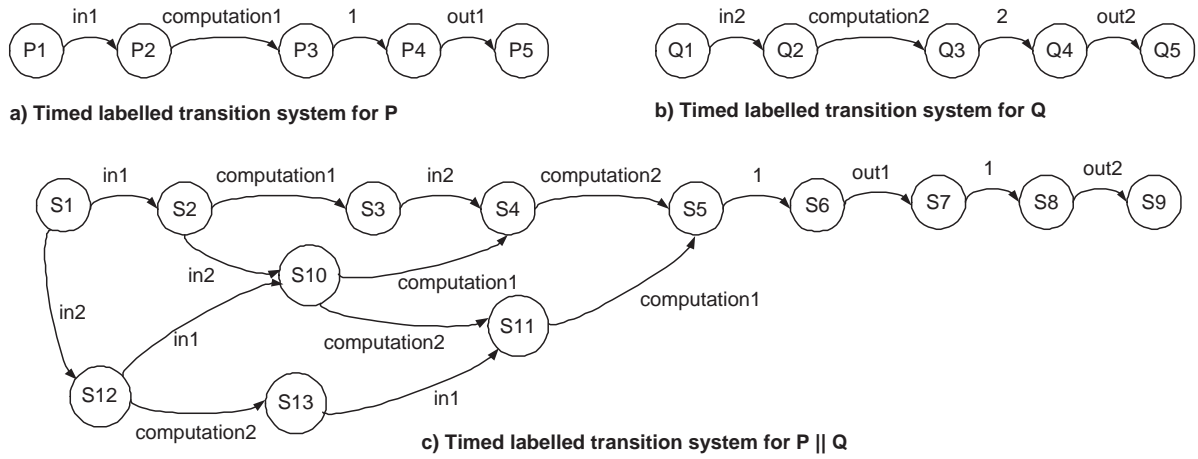 in1 computation1 1 out1
P1 P2 P3 P4 P5
a) Timed labelled transition system for P
in2 computation2 2 out2
Q1 Q2 Q3 Q4 Q5
b) Timed labelled transition system for Q
in1 computation1 in2 computation2 1 out1 1 out2
S1 S2 S3 S4 S5 S6 S7 S8 S9
in2 S10 computation1
in2 in1 computation2 S11 computation1
S12 S13 in1
computation2
c) Timed labelled transition system for P || Q